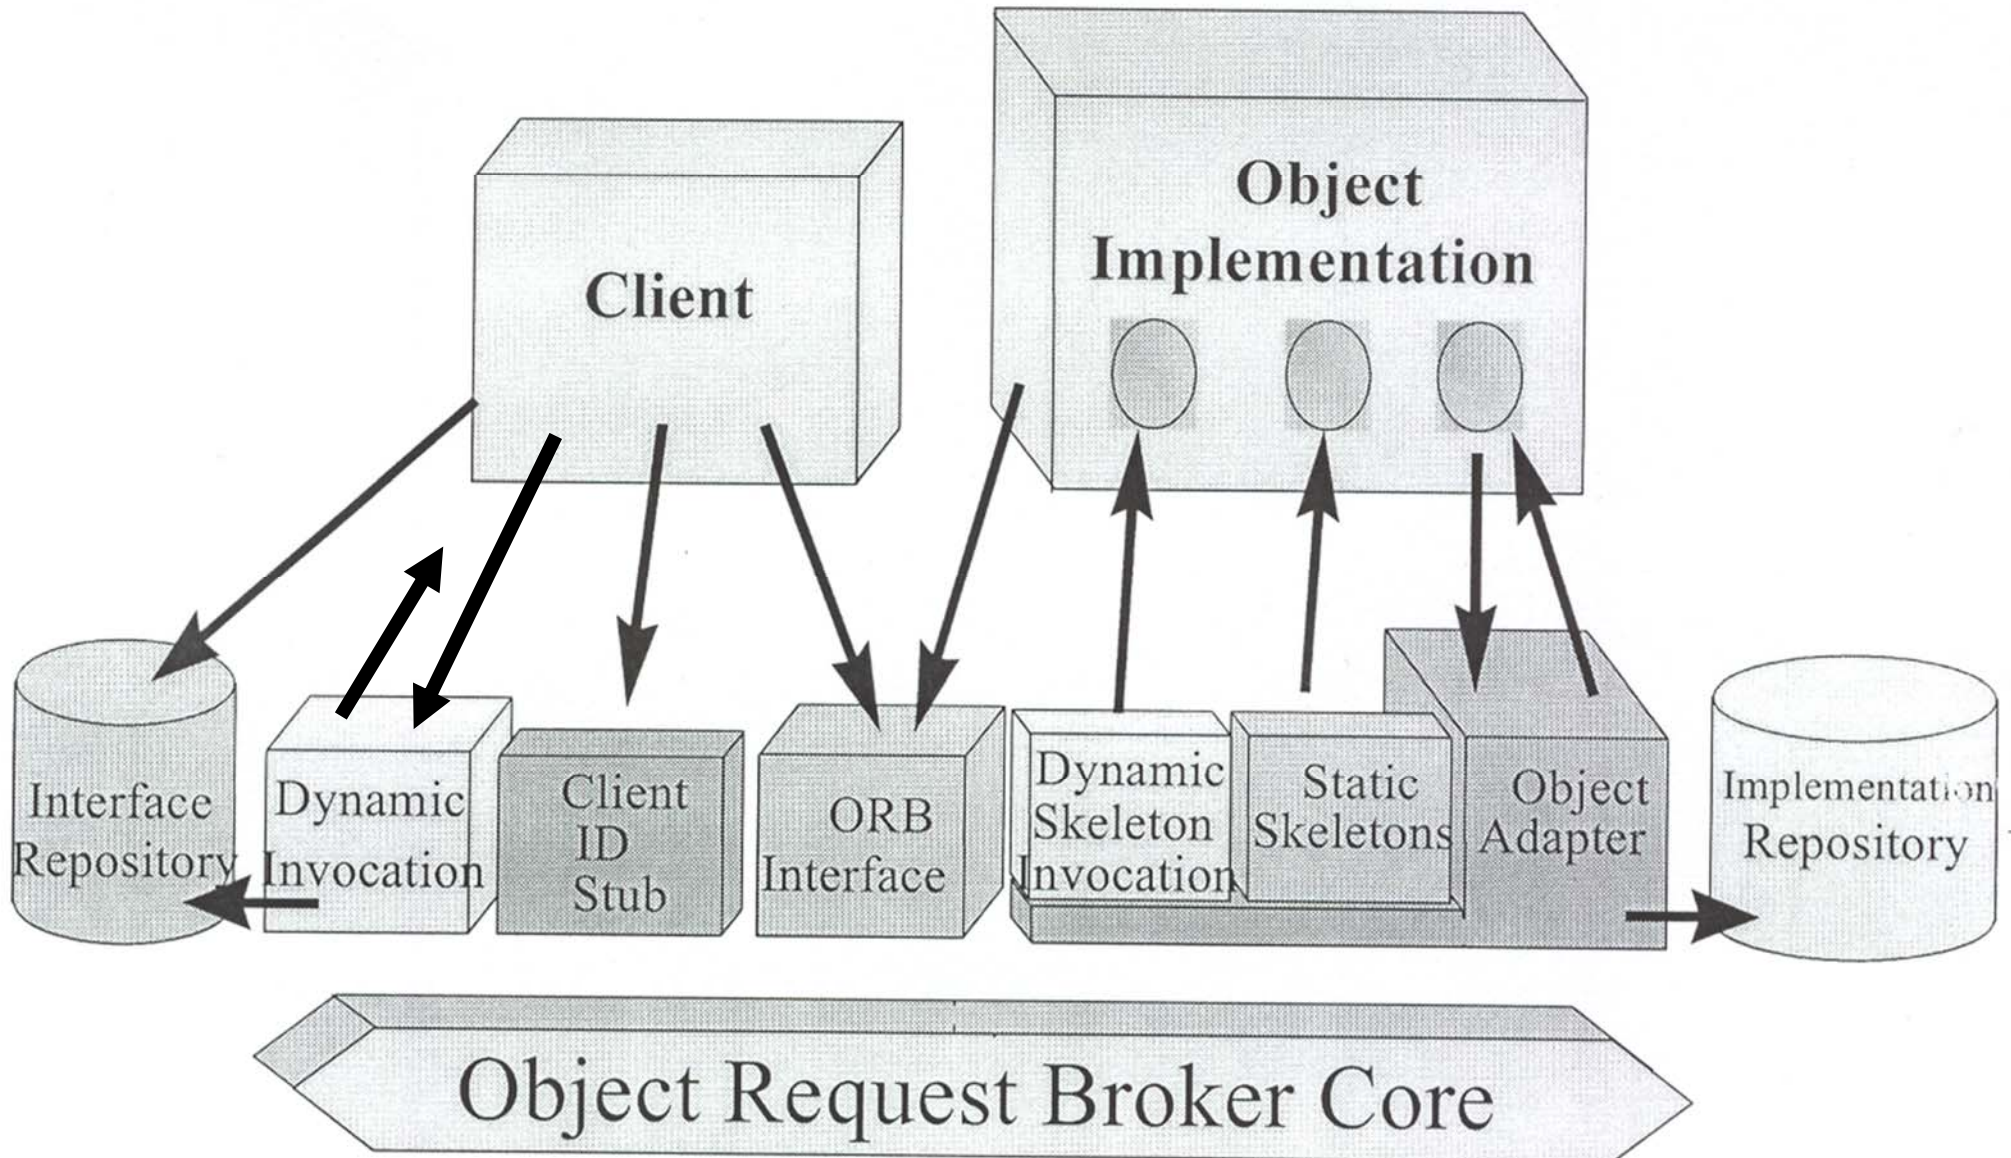 Client
Object
Implementation
Interface
Repository
Dynamic
Invocation
Client
ID
Stub
ORB
Interface
Dynamic
Skeleton
Invocation
Static
Skeletons
Object
Adapter
Implementation
Repository
Object Request Broker Core